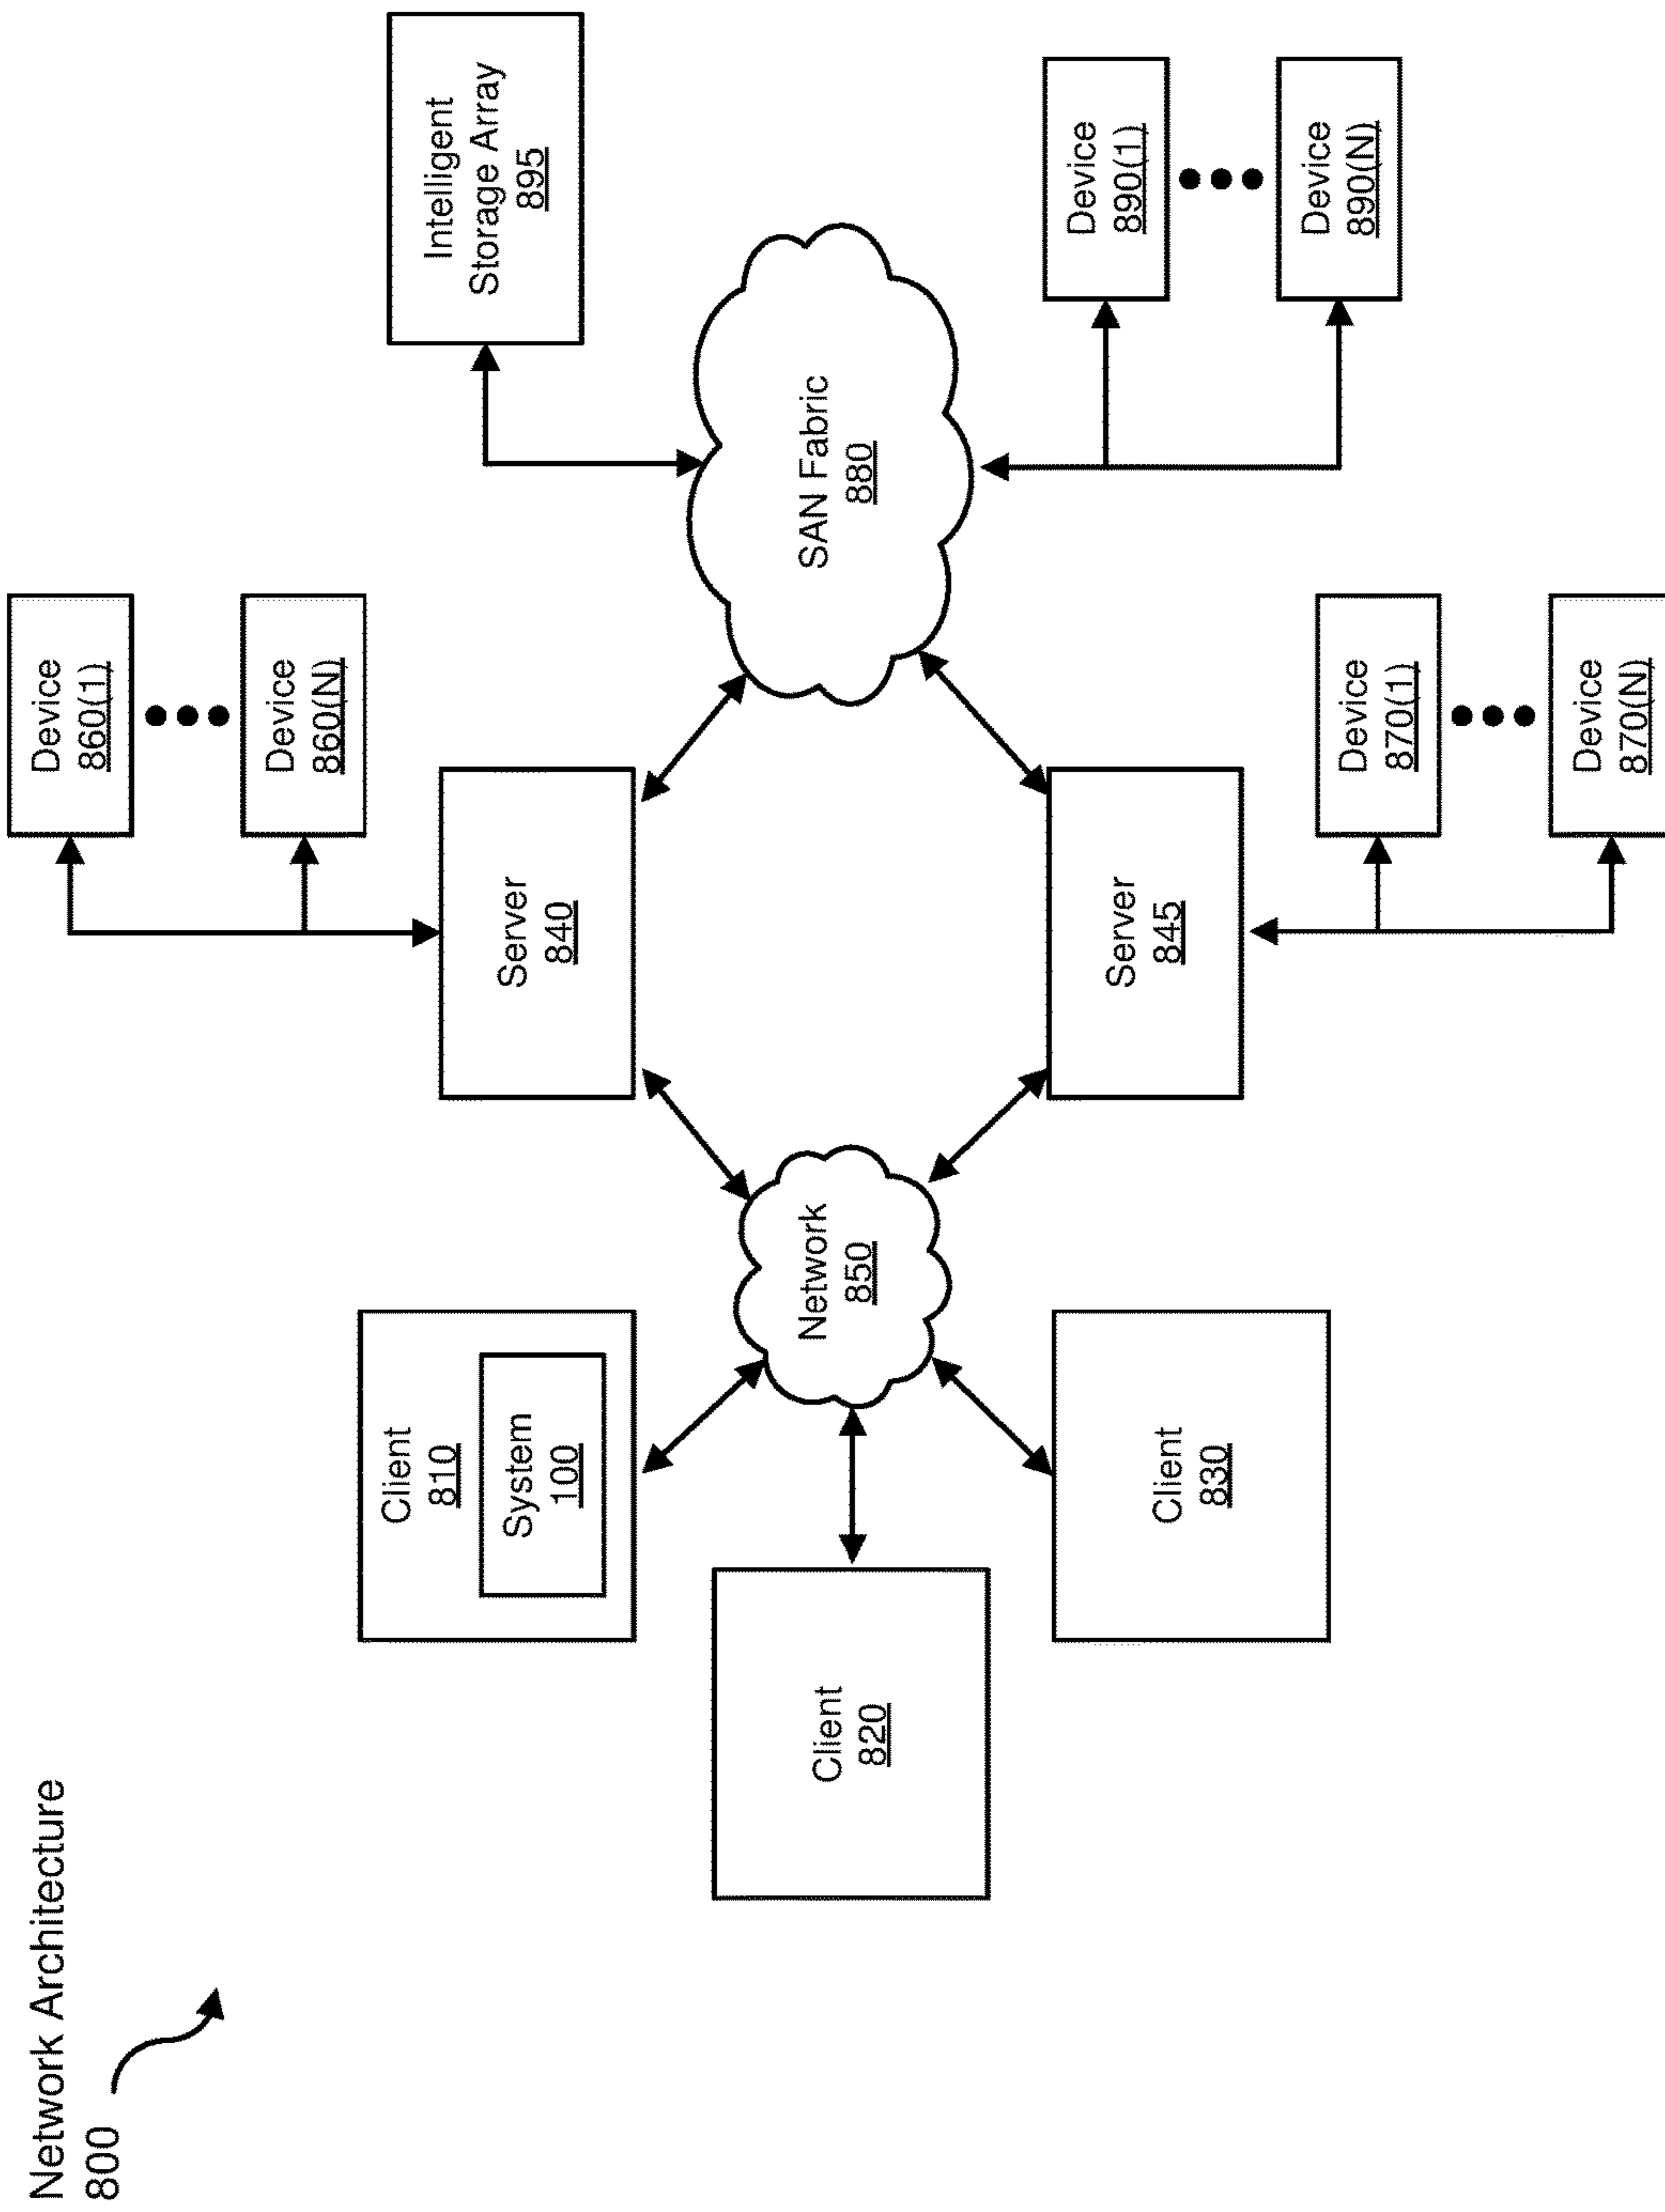 Network Architecture
800
Device
860(1)
Device
860(N)
Intelligent
Storage Array
895
Client
810
System
100
Server
840
Client
820
Network
850
SAN Fabric
880
Client
830
Server
845
Device
890(1)
Device
890(N)
Device
870(1)
Device
870(N)